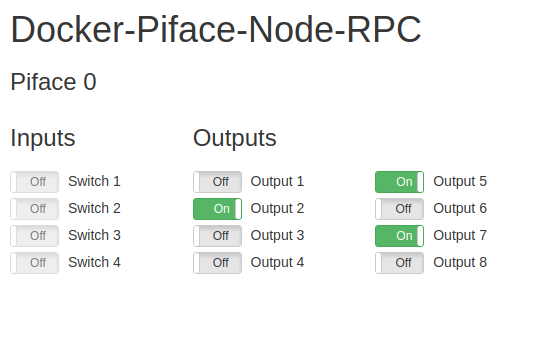 Docker-Piface-Node-RPC
Piface 0
Inputs Outputs
Off Switch 1 Off Output 1 On Output 5
Off Switch 2 On Output 2 Off Output 6
Off Switch 3 Off Output 3 On Output 7
Off Switch 4 Off Output 4 Off Output 8